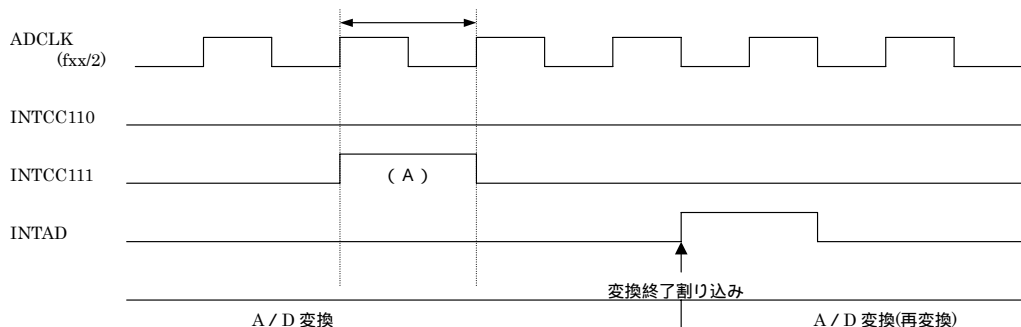 ADCLK
(fxx/2)
INTCC110
INTCC111
(A)
INTAD
変換終了割り込み
A/D 変換
A/D 変換(再変換)